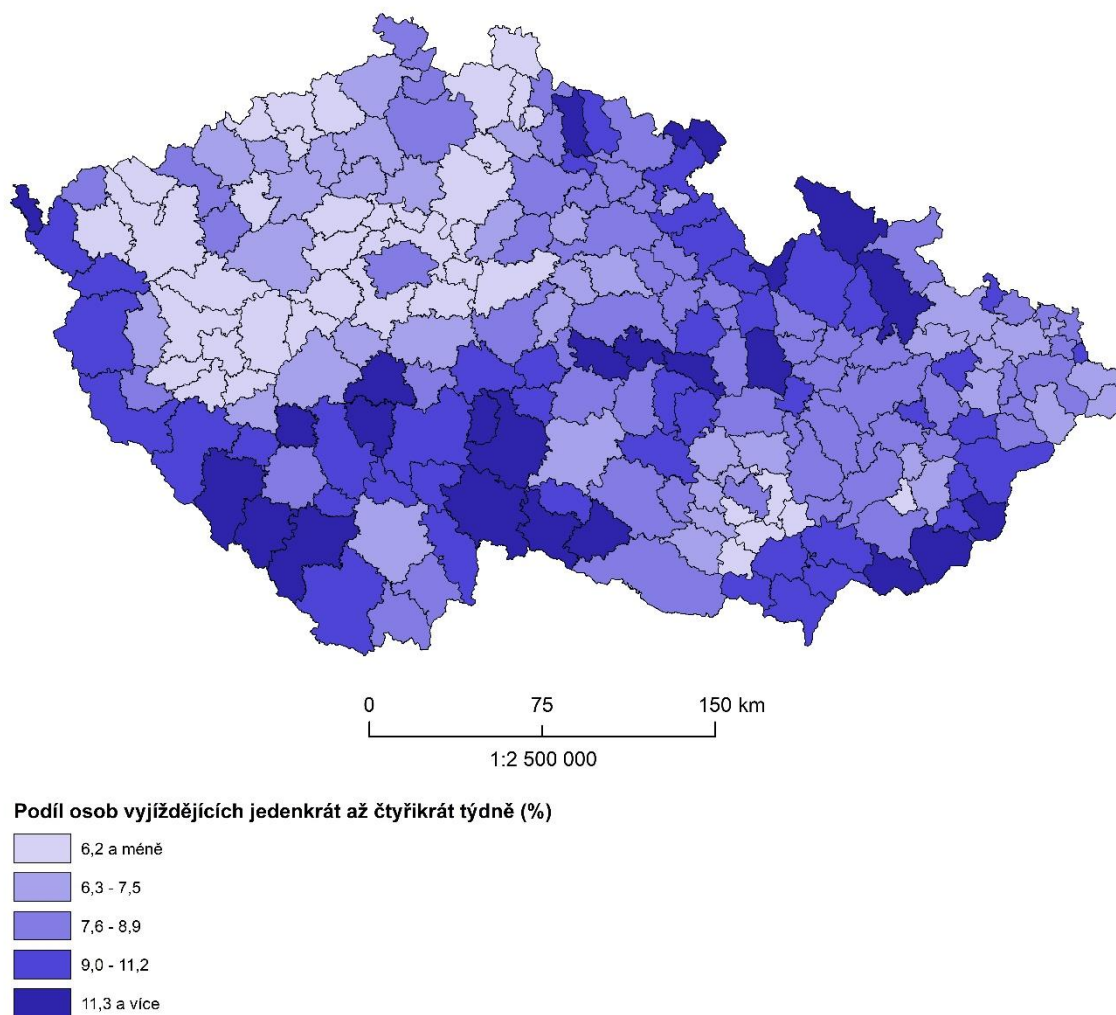 0 75 150 km
1:2 500 000
Podíl osob vyjíždějících jedenkrát až čtyřikrát týdně (%)
6,2 a méně
6,3 - 7,5
7,6 - 8,9
9,0 - 11,2
11,3 a více